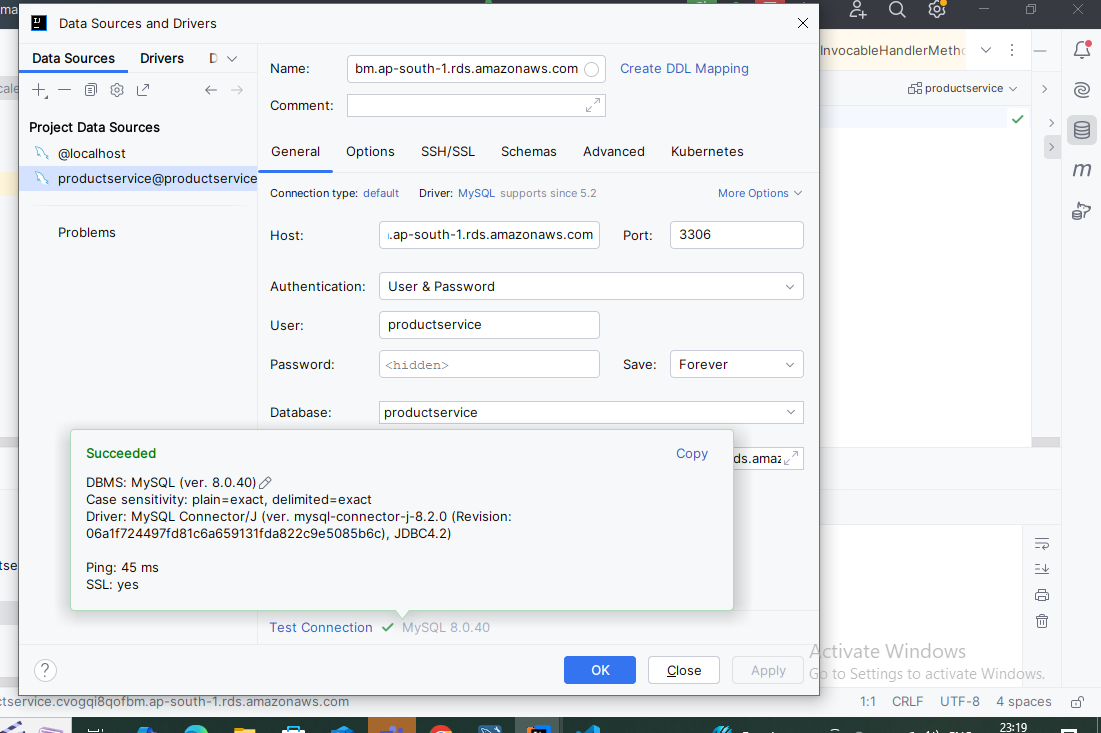 ma
Data Sources and Drivers
Data Sources
Drivers
D
Project Data Sources
@localhost
productservice@productservice
Problems
Name:
bm.ap-south-1.rds.amazonaws.com
Create DDL Mapping
Comment:
General
Options
SSH/SSL
Schemas
Advanced
Kubernetes
Connection type: default
Driver: MySQL supports since 5.2
More Options
Host:
.ap-south-1.rds.amazonaws.com
Port:
3306
Authentication:
User & Password
User:
productservice
Password:
<hidden>
Save:
Forever
Database:
productservice
rds.amaz
Succeeded
Copy
DBMS: MySQL (ver. 8.0.40)
Case sensitivity: plain=exact, delimited=exact
Driver: MySQL Connector/J (ver. mysql-connector-j-8.2.0 (Revision:
06a1f724497fd81c6a659131fda822c9e5085b6c), JDBC4.2)
Ping: 45 ms
SSL: yes
Test Connection
MySQL 8.0.40
?
OK
Close
Apply
InvocableHandlerMetho
productservice
m
Activate Windows
Go to Settings to activate Windows.
ctservice.cvogqi8qofbm.ap-south-1.rds.amazonaws.com
1:1
CRLF
UTF-8
4 spaces
23:19